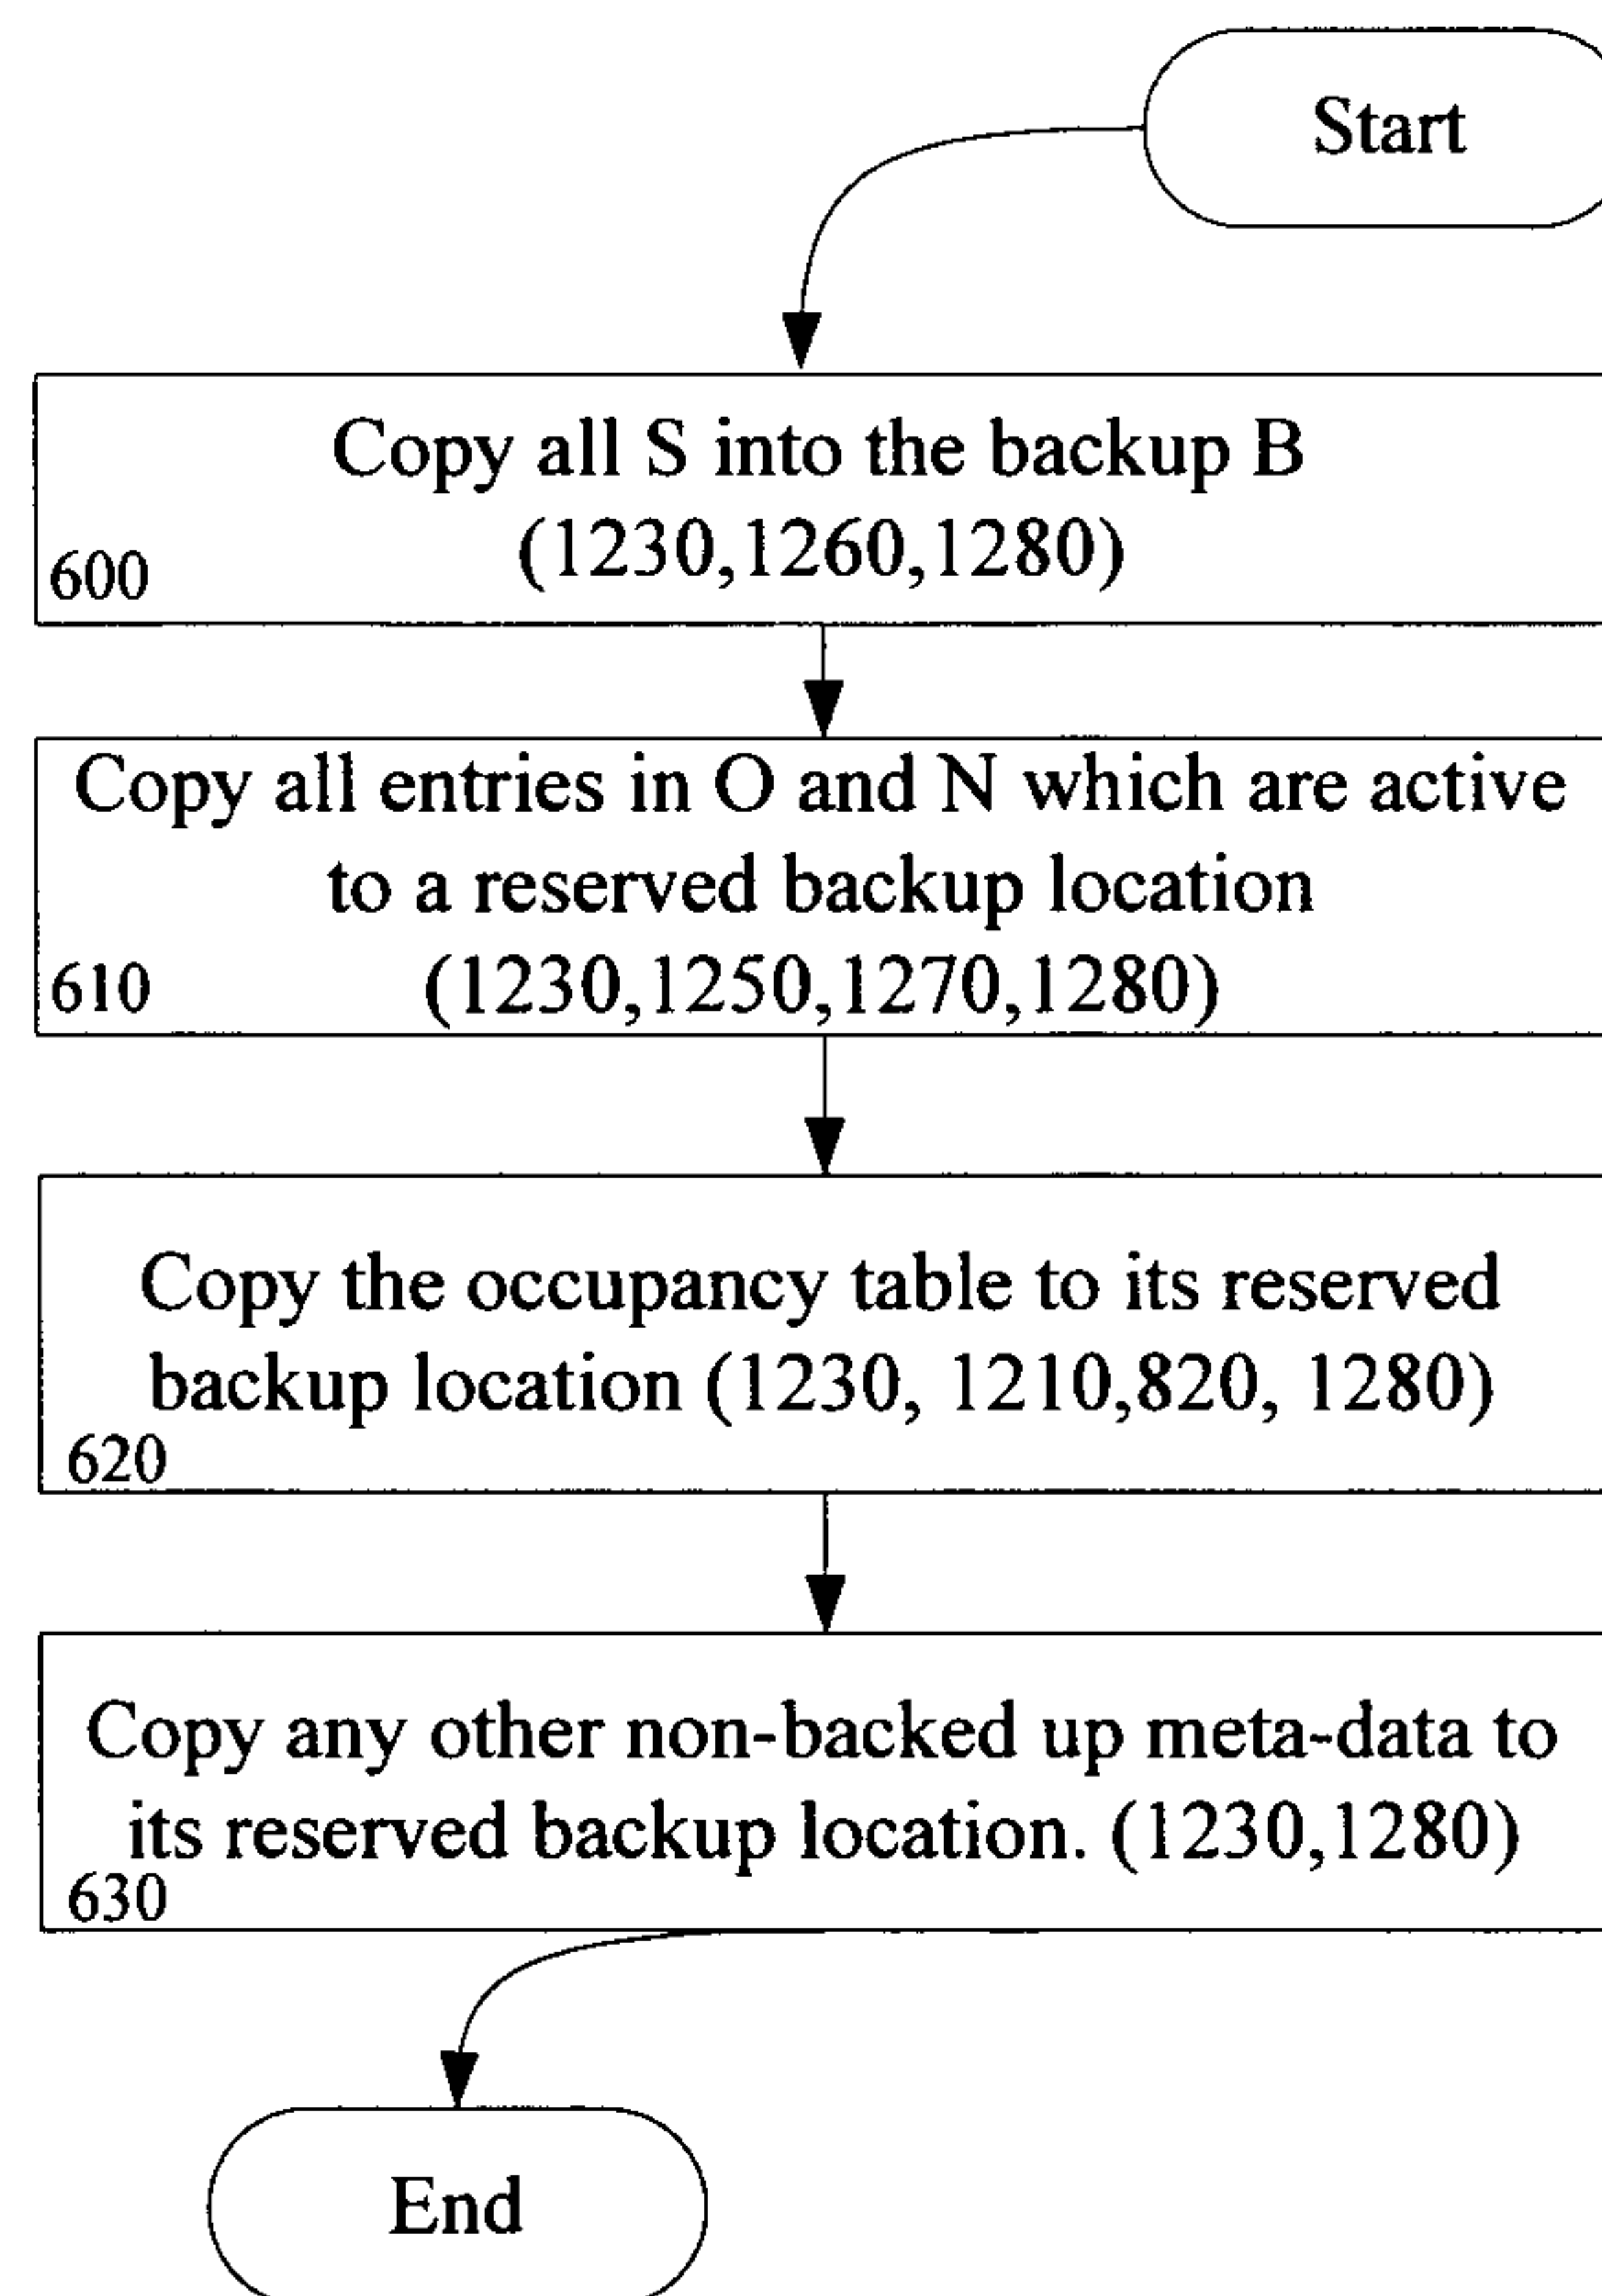 Start
Copy all S into the backup B
(1230,1260,1280)
600
Copy all entries in O and N which are active
to a reserved backup location
(1230,1250,1270,1280)
610
Copy the occupancy table to its reserved
backup location (1230, 1210,820, 1280)
620
Copy any other non-backed up meta-data to
its reserved backup location. (1230,1280)
630
End